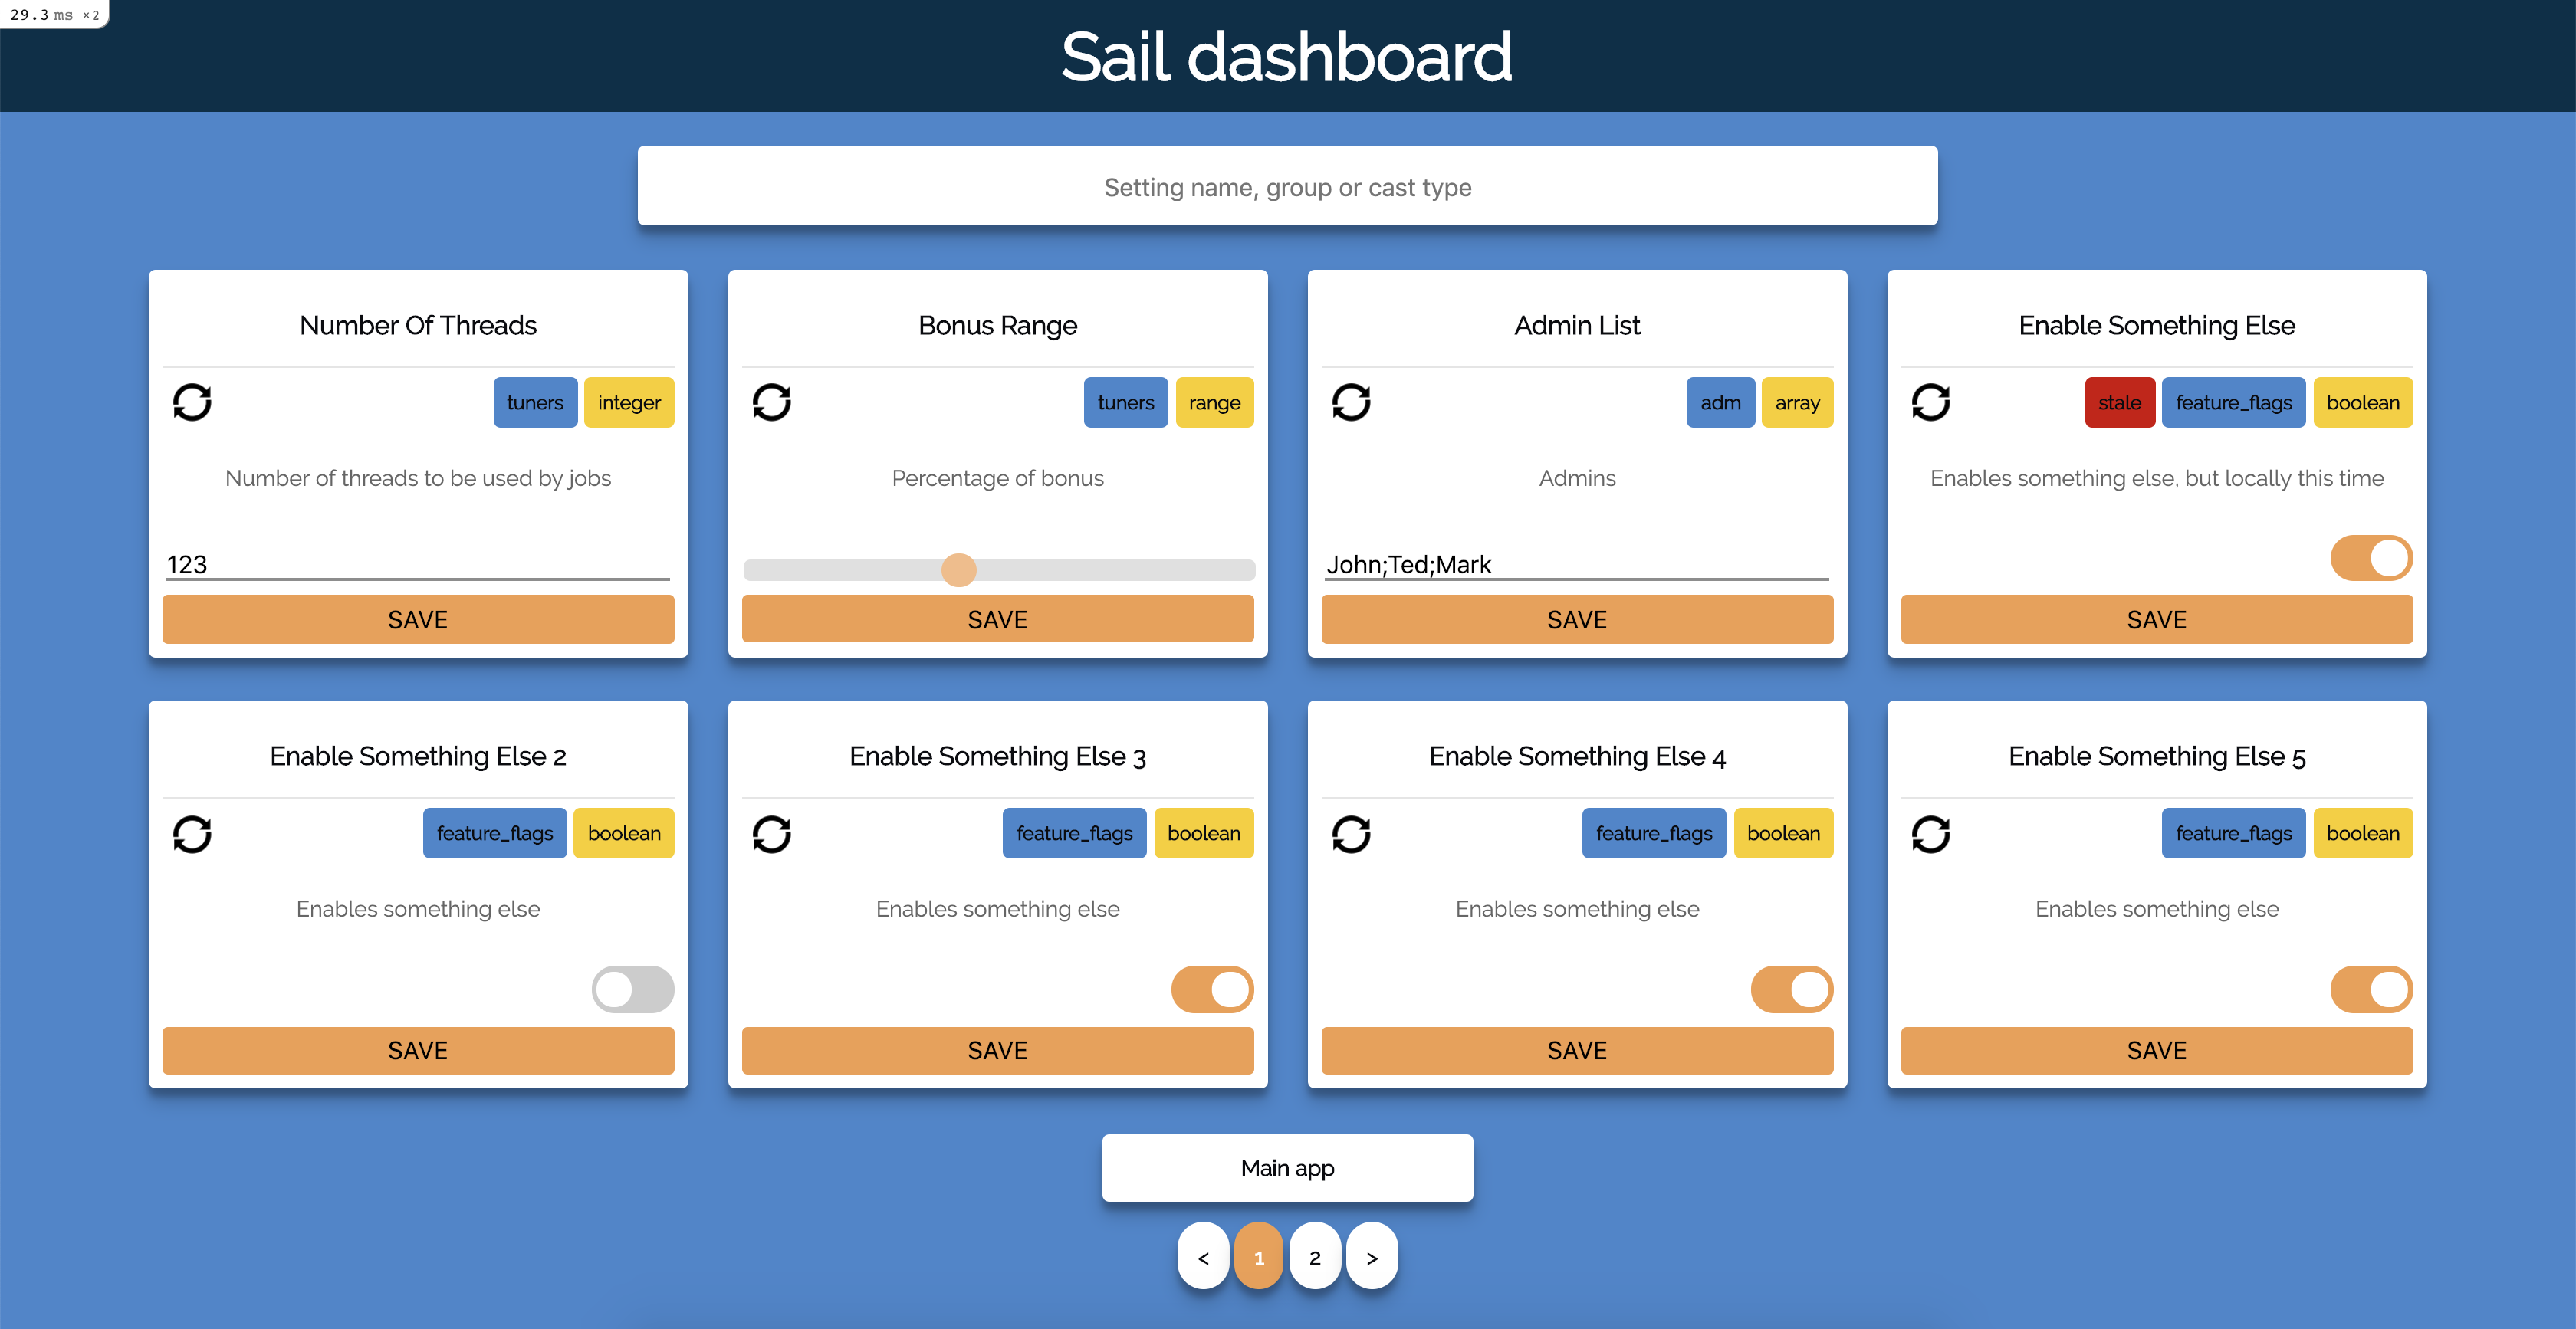 29.3 ms ×2
Sail dashboard
Setting name, group or cast type
Number Of Threads
tuners integer
Number of threads to be used by jobs
123
SAVE
Bonus Range
tuners range
Percentage of bonus
SAVE
Admin List
adm array
Admins
John;Ted;Mark
SAVE
Enable Something Else
stale feature_flags boolean
Enables something else, but locally this time
SAVE
Enable Something Else 2
feature_flags boolean
Enables something else
SAVE
Enable Something Else 3
feature_flags boolean
Enables something else
SAVE
Enable Something Else 4
feature_flags boolean
Enables something else
SAVE
Enable Something Else 5
feature_flags boolean
Enables something else
SAVE
Main app
< 1 2 >